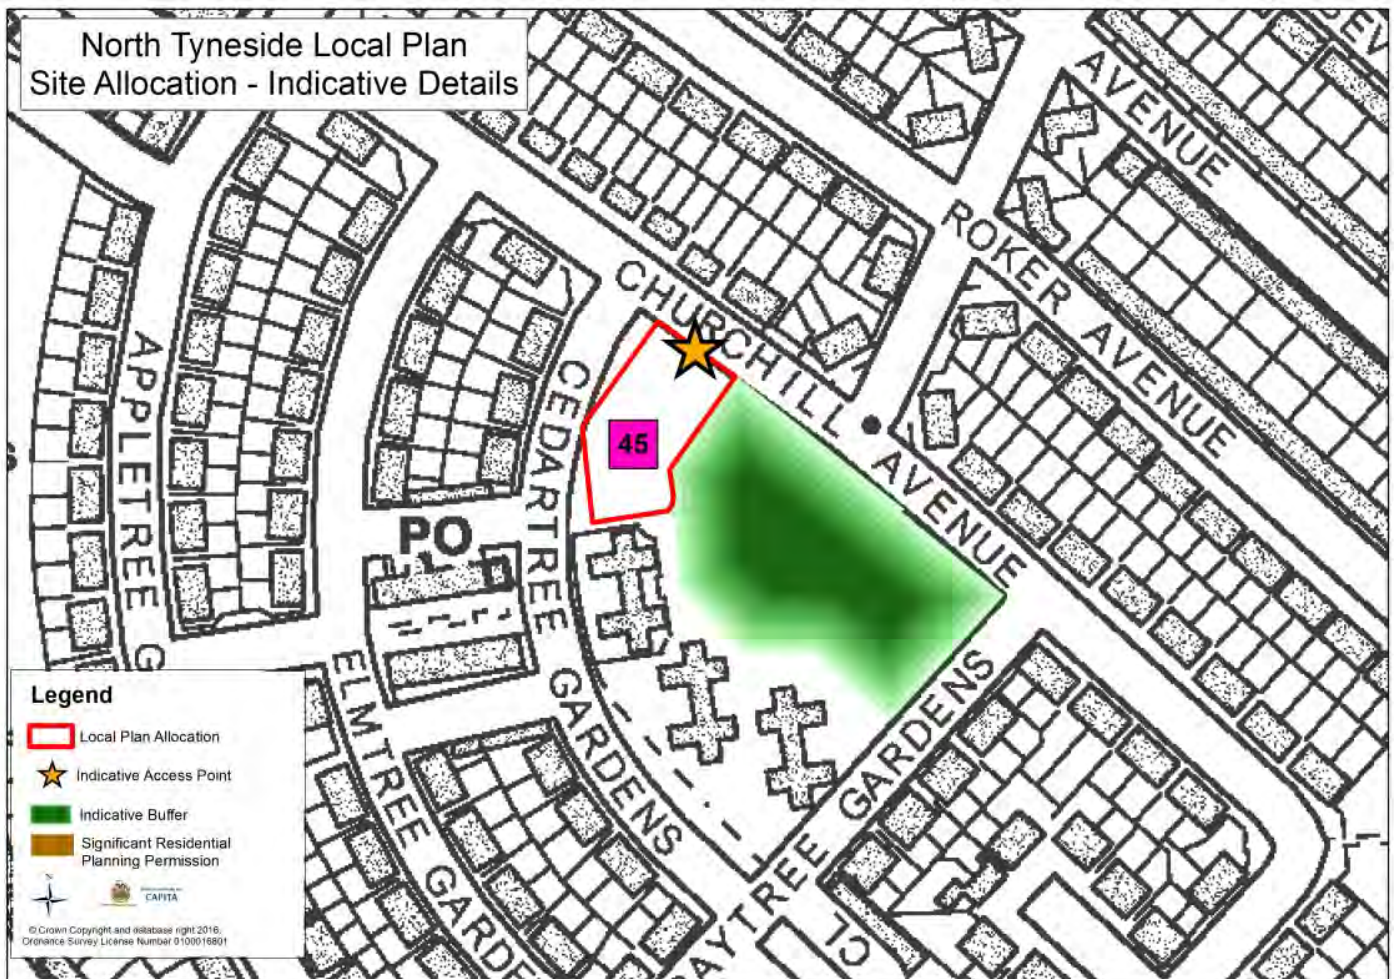 North Tyneside Local Plan
Site Allocation - Indicative Details
AVENUE
ROKER AVENUE
CHURCHILL AVENUE
APPLETREE G
CEDARTREE GARDENS
45
PO
ELMTREE GARDE
BAYTREE GARDENS
Legend
Local Plan Allocation
Indicative Access Point
Indicative Buffer
Significant Residential
Planning Permission
N
CAPITA
© Crown Copyright and database right 2016.
Ordnance Survey License Number 0100016801